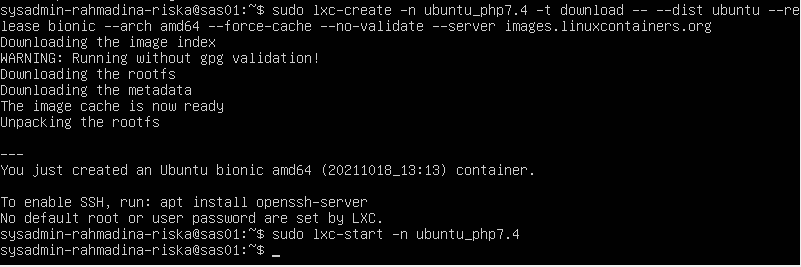 sysadmin-rahmadina-riska@sas01:~$ sudo lxc-create -n ubuntu_php7.4 -t download -- --dist ubuntu --re
lease bionic --arch amd64 --force-cache --no-validate --server images.linuxcontainers.org
Downloading the image index
WARNING: Running without gpg validation!
Downloading the rootfs
Downloading the metadata
The image cache is now ready
Unpacking the rootfs
---
You just created an Ubuntu bionic amd64 (20211018_13:13) container.
To enable SSH, run: apt install openssh-server
No default root or user password are set by LXC.
sysadmin-rahmadina-riska@sas01:~$ sudo lxc-start -n ubuntu_php7.4
sysadmin-rahmadina-riska@sas01:~$ _